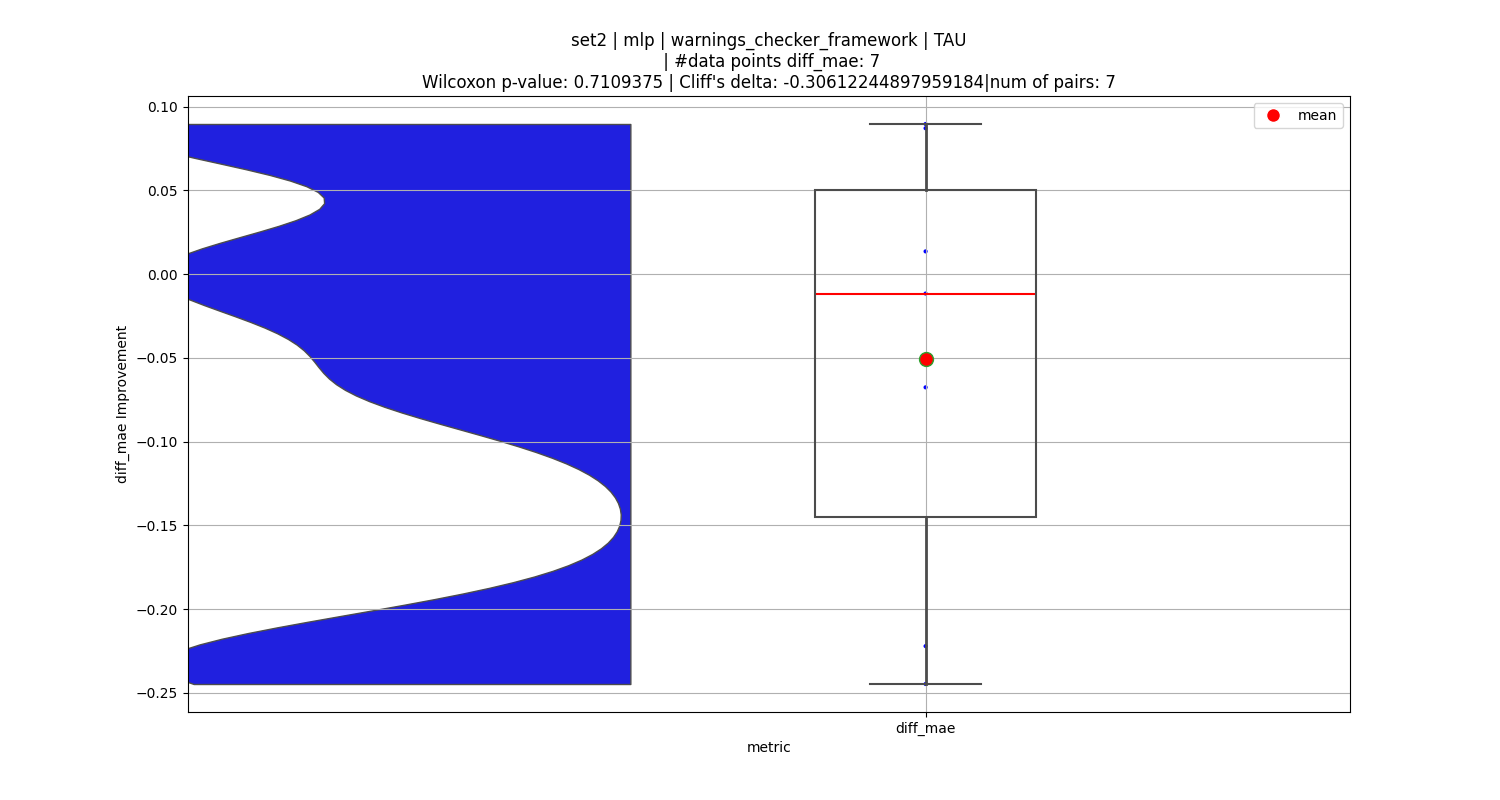 set2 | mlp | warnings_checker_framework | TAU
| #data points diff_mae: 7
Wilcoxon p-value: 0.7109375 | Cliff's delta: -0.30612244897959184|num of pairs: 7
mean
0.10
0.05
0.00
−0.05
−0.10
−0.15
−0.20
−0.25
diff_mae Improvement
diff_mae
metric